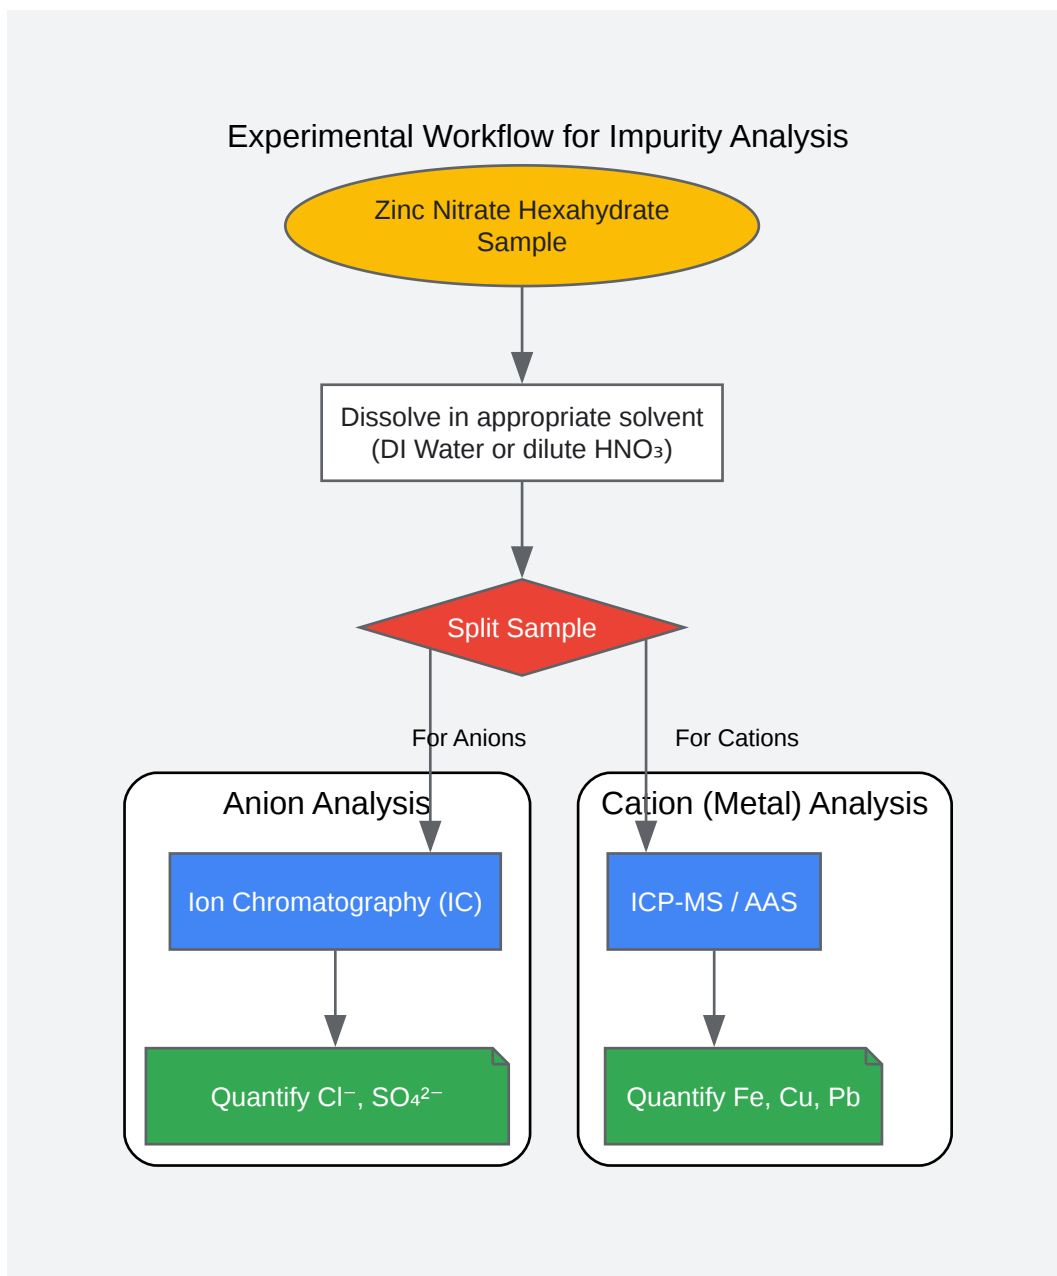 Experimental Workflow for Impurity Analysis
Zinc Nitrate Hexahydrate
Sample
Dissolve in appropriate solvent
(DI Water or dilute HNO₃)
Split Sample
For Anions
For Cations
Anion Analysis
Cation (Metal) Analysis
Ion Chromatography (IC)
ICP-MS / AAS
Quantify Cl⁻, SO₄²⁻
Quantify Fe, Cu, Pb